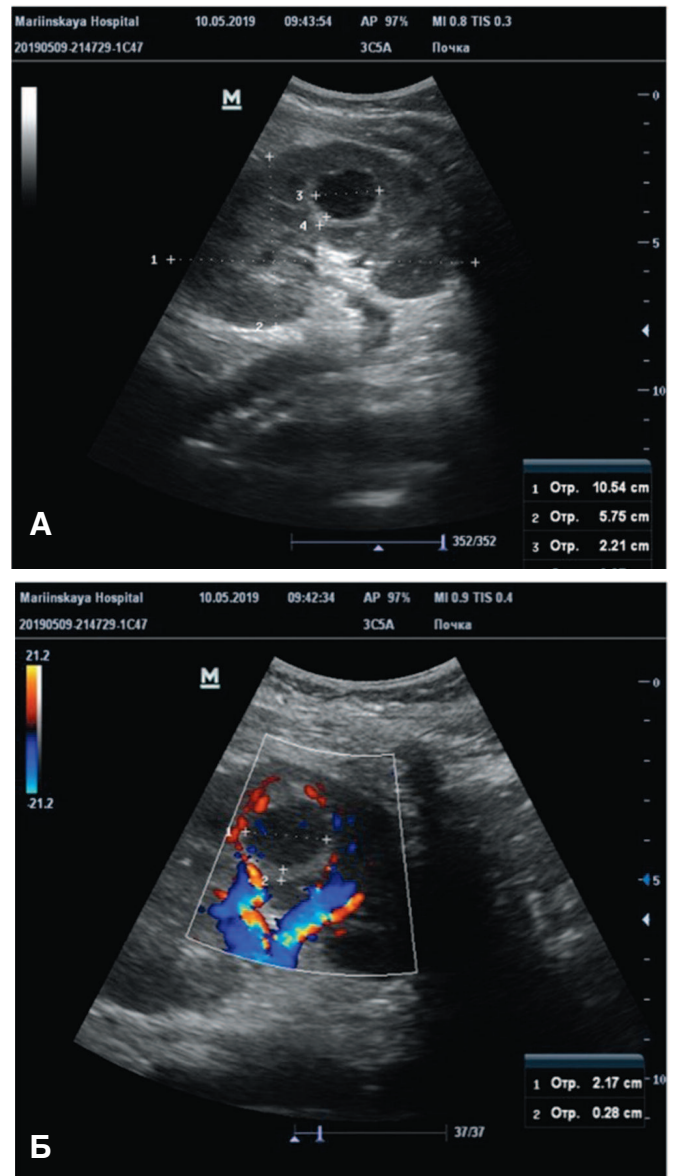 Mariinskaya Hospital 10.05.2019 09:43:54 AP 97% MI 0.8 TIS 0.3
20190509-214729-1C47 3C5A Почка
M
0
3
4
5
1
2
10
1 Отр. 10.54 cm
2 Отр. 5.75 cm
3 Отр. 2.21 cm
А
352/352
Mariinskaya Hospital 10.05.2019 09:42:34 AP 97% MI 0.9 TIS 0.4
20190509-214729-1C47 3C5A Почка
21.2
M
0
-21.2
1
2
5
10
1 Отр. 2.17 cm
2 Отр. 0.28 cm
Б
37/37